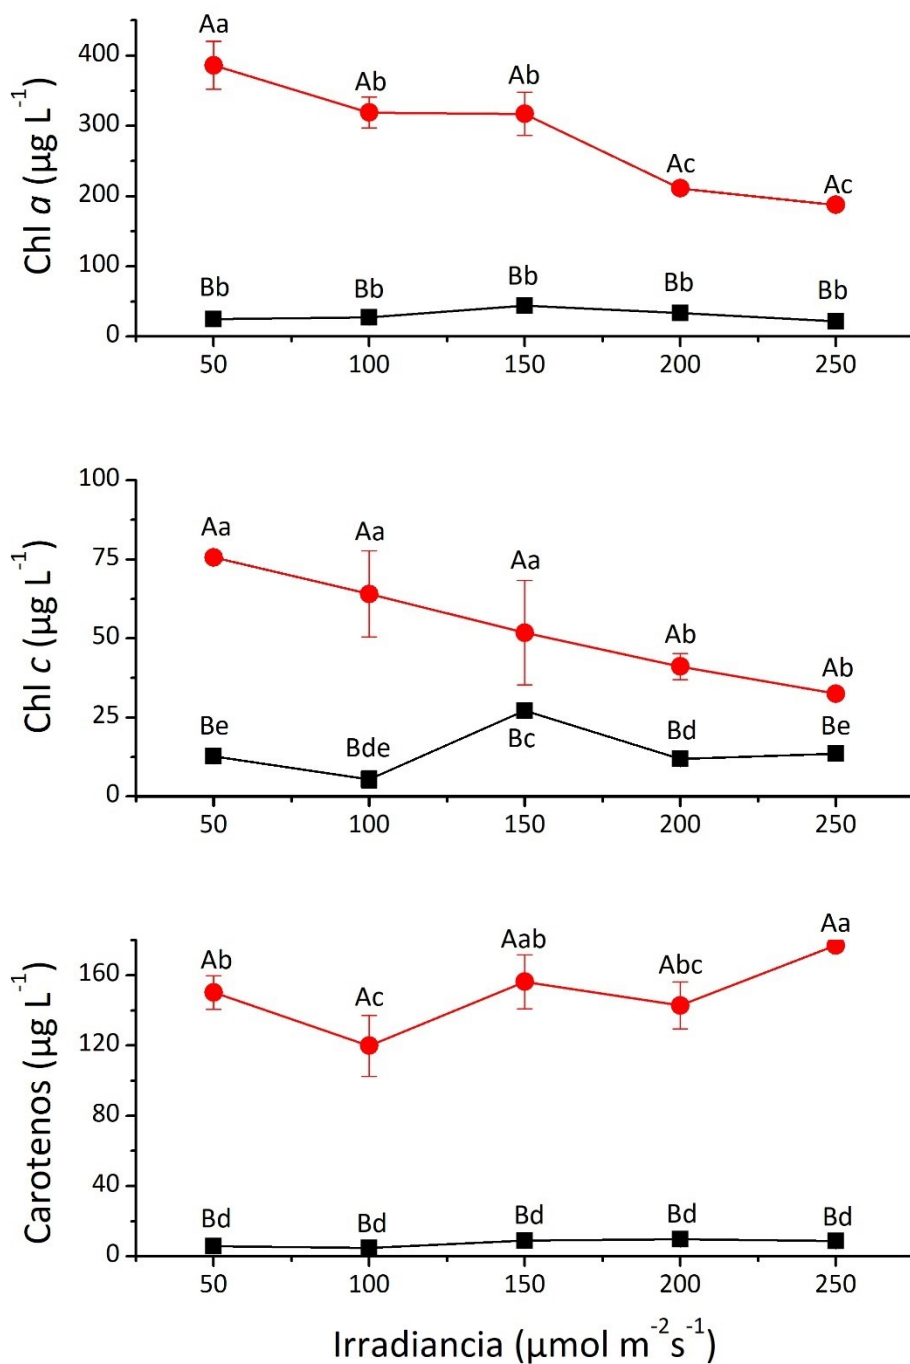 Chl a (µg L⁻¹)
400
300
200
100
0
Aa
Ab
Ab
Ac
Ac
Bb
Bb
Bb
Bb
Bb
50
100
150
200
250
Chl c (µg L⁻¹)
100
75
50
25
0
Aa
Aa
Aa
Ab
Ab
Be
Bde
Bc
Bd
Be
50
100
150
200
250
Carotenos (µg L⁻¹)
160
120
80
40
0
Ab
Ac
Aab
Abc
Aa
Bd
Bd
Bd
Bd
Bd
50
100
150
200
250
Irradiancia (µmol m⁻²s⁻¹)